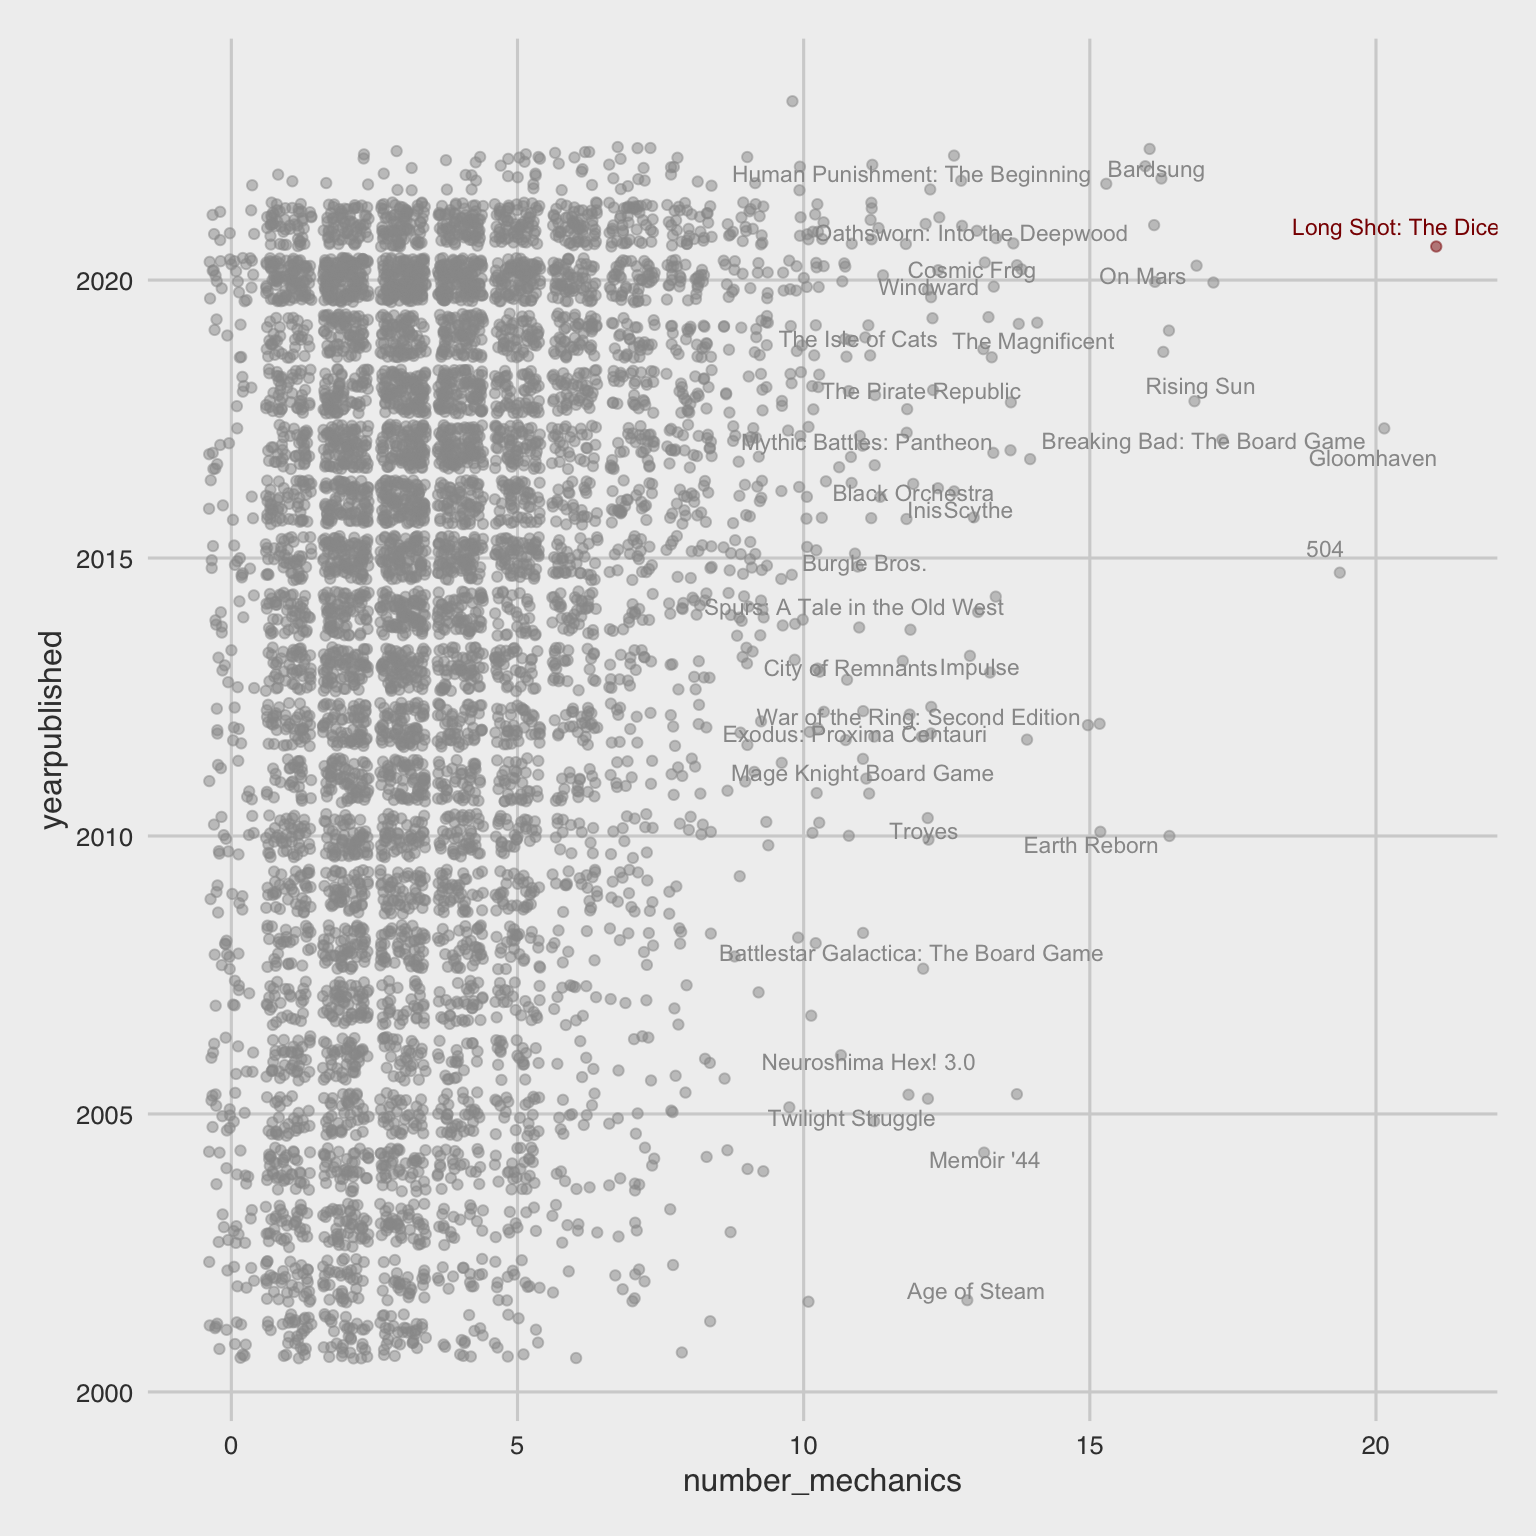 Human Punishment: The Beginning
Bardsung
Long Shot: The Dice
Oathsworn: Into the Deepwood
Cosmic Frog
On Mars
2020
Windward
The Isle of Cats
The Magnificent
The Pirate Republic
Rising Sun
Mythic Battles: Pantheon
Breaking Bad: The Board Game
Gloomhaven
Black Orchestra
Inis
Scythe
504
2015
Burgle Bros.
Spurs: A Tale in the Old West
City of Remnants
Impulse
War of the Ring: Second Edition
Exodus: Proxima Centauri
Mage Knight Board Game
yearpublished
2010
Troyes
Earth Reborn
Battlestar Galactica: The Board Game
Neuroshima Hex! 3.0
2005
Twilight Struggle
Memoir '44
Age of Steam
2000
0 5 10 15 20
number_mechanics